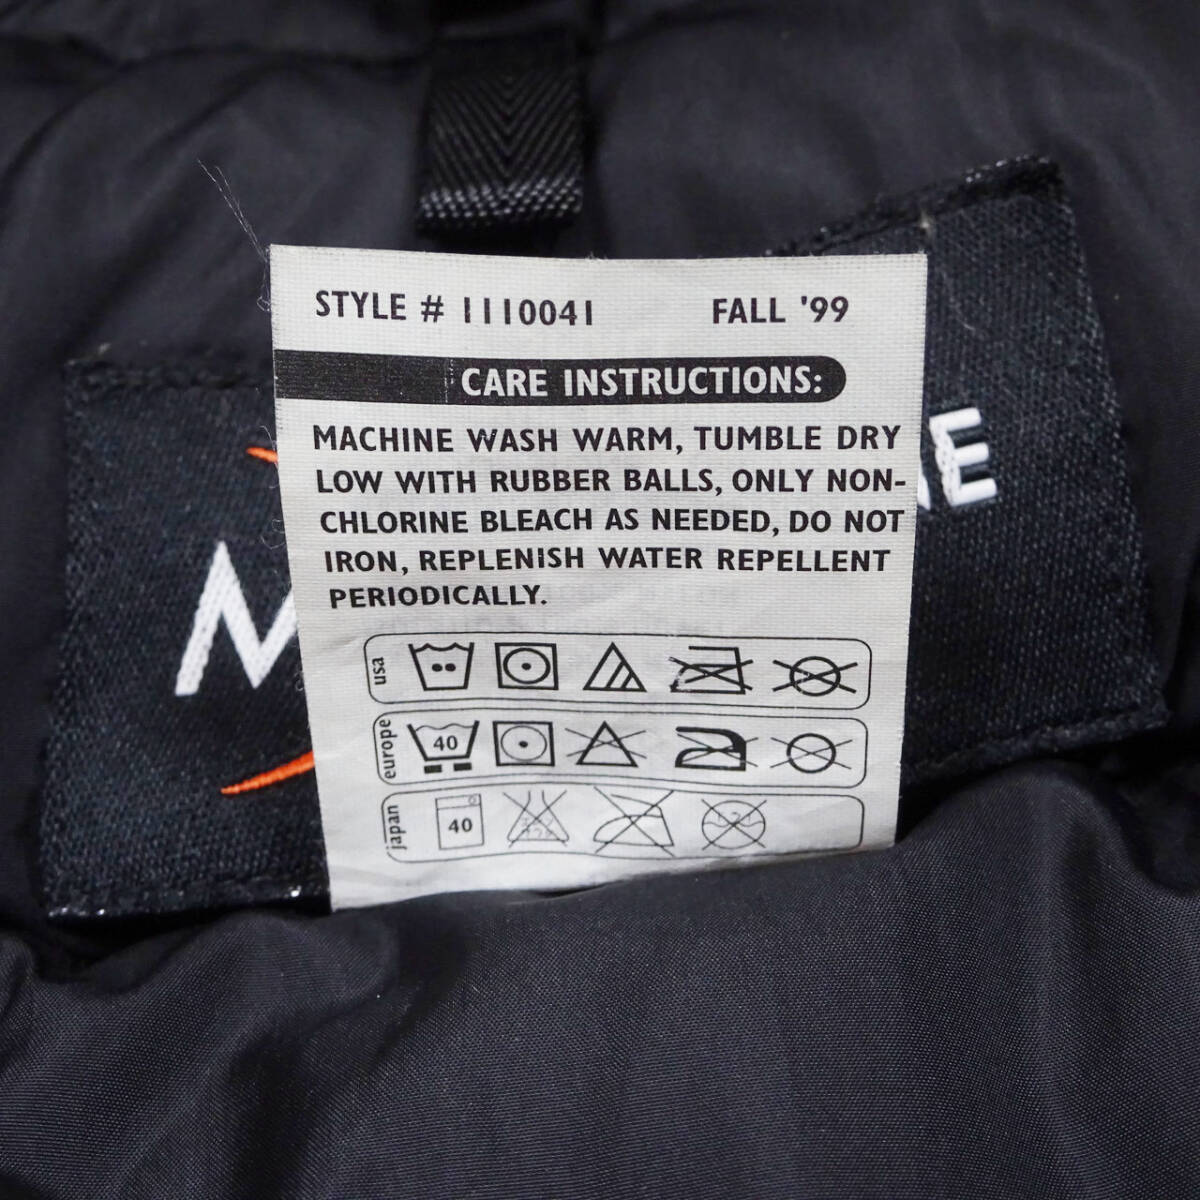 STYLE # 1110041 FALL '99
CARE INSTRUCTIONS:
MACHINE WASH WARM, TUMBLE DRY
LOW WITH RUBBER BALLS, ONLY NON-
CHLORINE BLEACH AS NEEDED, DO NOT
IRON, REPLENISH WATER REPELLENT
PERIODICALLY.
usa
europe 40
japan 40
M
NE